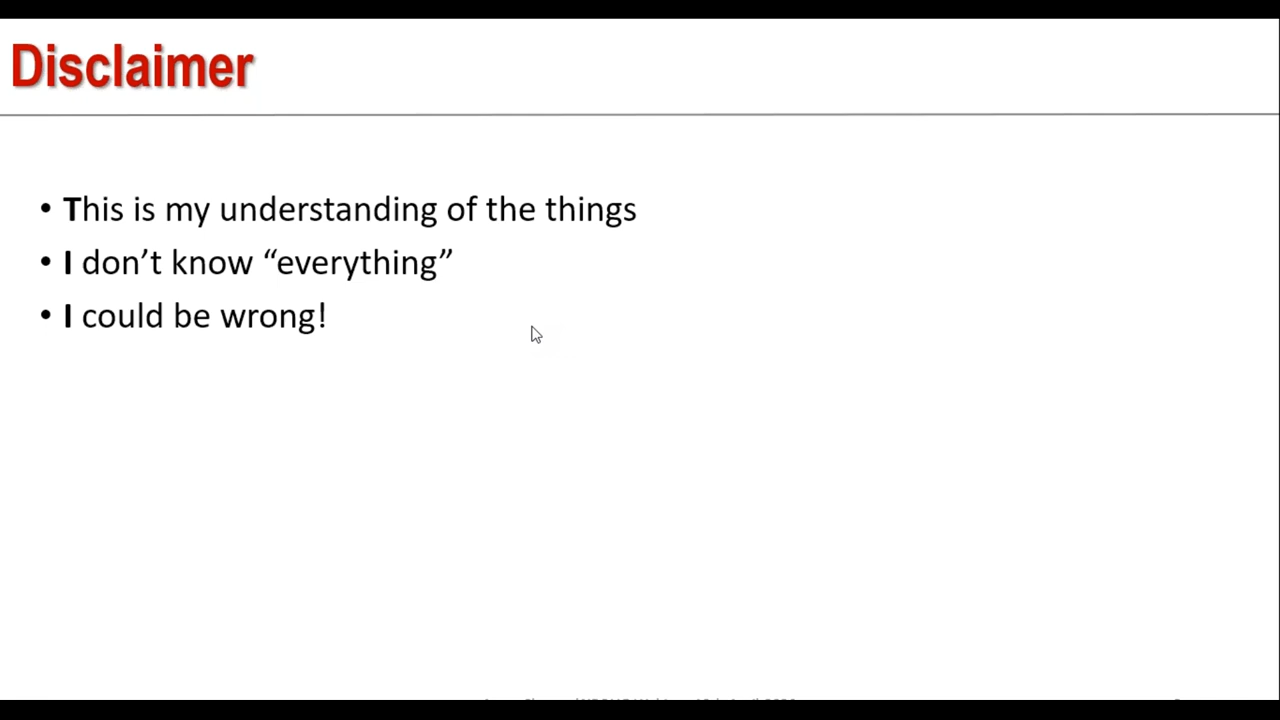 Disclaimer
• This is my understanding of the things
• I don’t know “everything”
• I could be wrong!